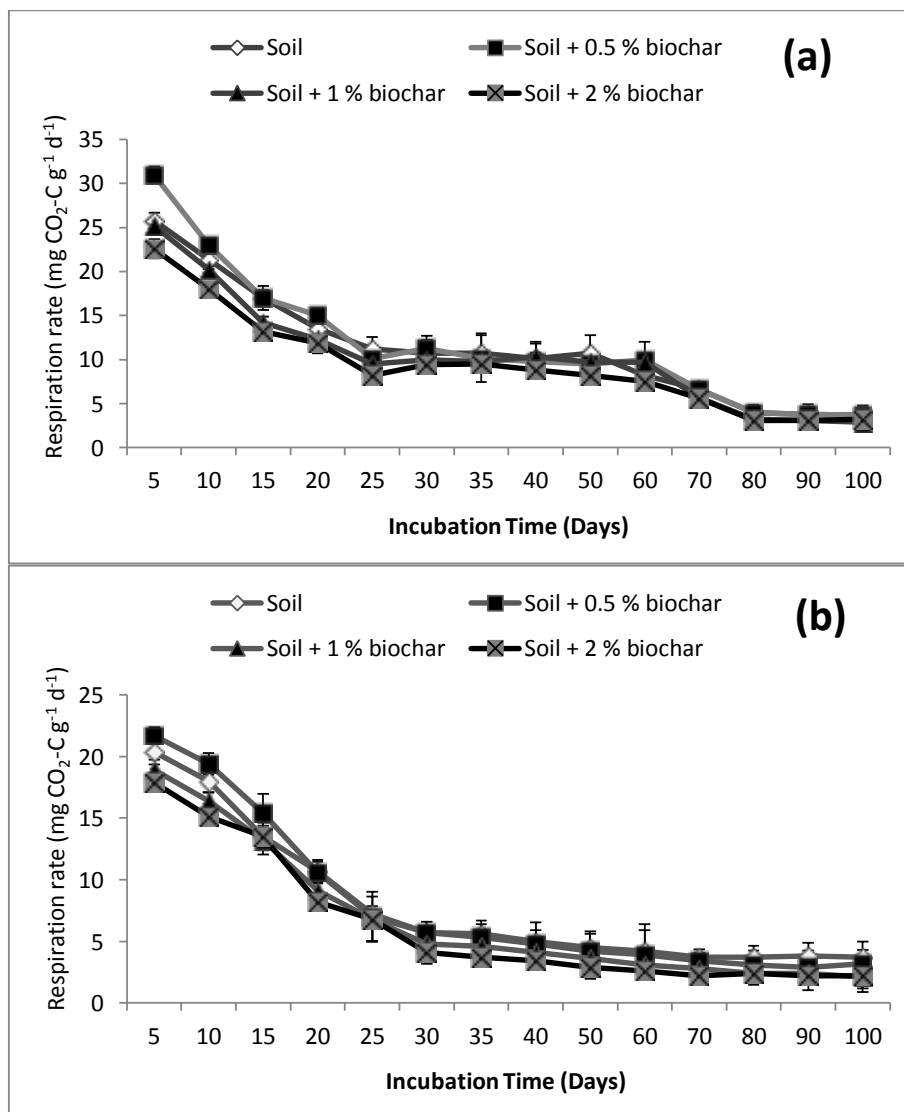 Soil
Soil + 0.5 % biochar
(a)
Soil + 1 % biochar
Soil + 2 % biochar
Respiration rate (mg CO₂-C g⁻¹ d⁻¹)
35
30
25
20
15
10
5
0
5 10 15 20 25 30 35 40 50 60 70 80 90 100
Incubation Time (Days)
Soil
Soil + 0.5 % biochar
(b)
Soil + 1 % biochar
Soil + 2 % biochar
Respiration rate (mg CO₂-C g⁻¹ d⁻¹)
25
20
15
10
5
0
5 10 15 20 25 30 35 40 50 60 70 80 90 100
Incubation Time (Days)